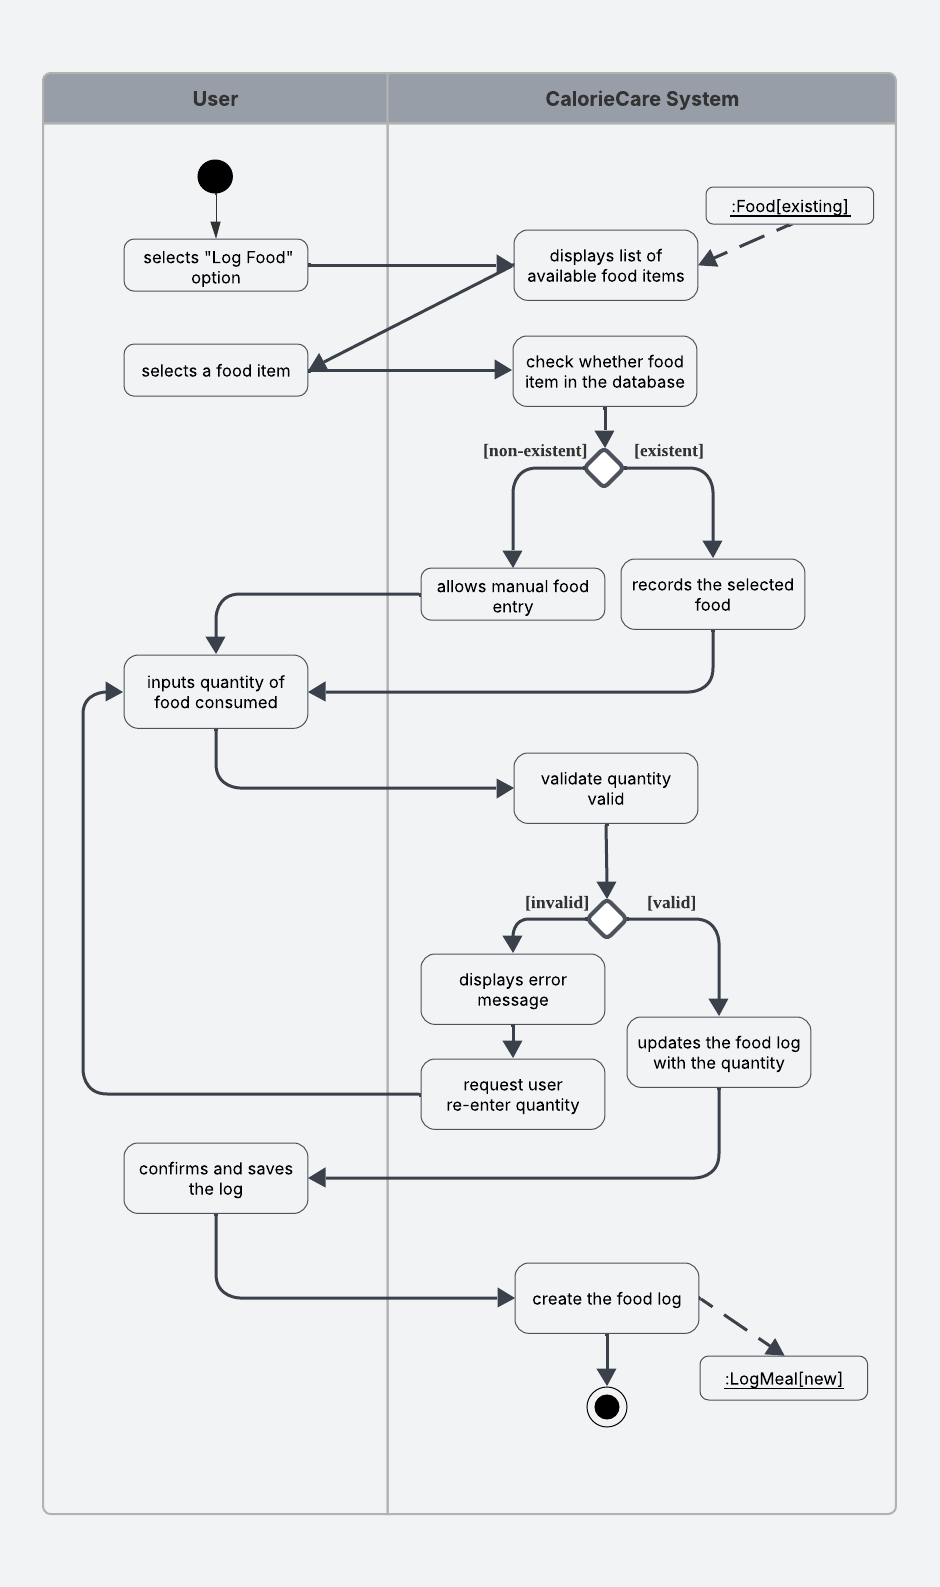 User
CalorieCare System
:Food[existing]
selects "Log Food"
option
displays list of
available food items
selects a food item
check whether food
item in the database
[non-existent]
[existent]
allows manual food
entry
records the selected
food
inputs quantity of
food consumed
validate quantity
valid
[invalid]
[valid]
displays error
message
updates the food log
with the quantity
request user
re-enter quantity
confirms and saves
the log
create the food log
:LogMeal[new]